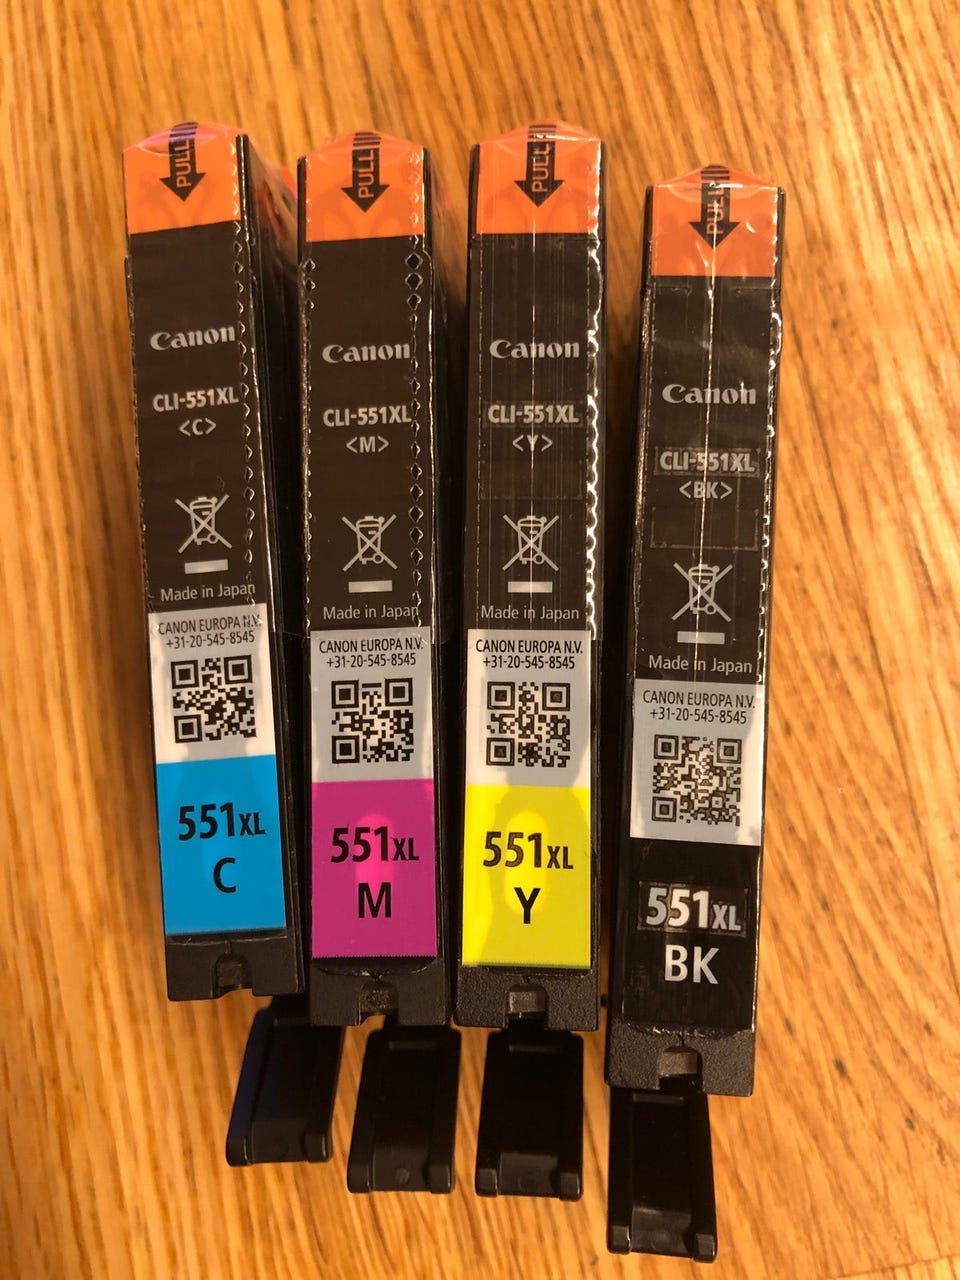 PULL
Canon
CLI-551XL
<C>
Made in Japan
CANON EUROPA N.V.
+31-20-545-8545
551XL
C
PULL
Canon
CLI-551XL
<M>
Made in Japan
CANON EUROPA N.V.
+31-20-545-8545
551XL
M
PULL
Canon
CLI-551XL
<Y>
Made in Japan
CANON EUROPA N.V.
+31-20-545-8545
551XL
Y
PULL
Canon
CLI-551XL
<BK>
Made in Japan
CANON EUROPA N.V.
+31-20-545-8545
551XL
BK